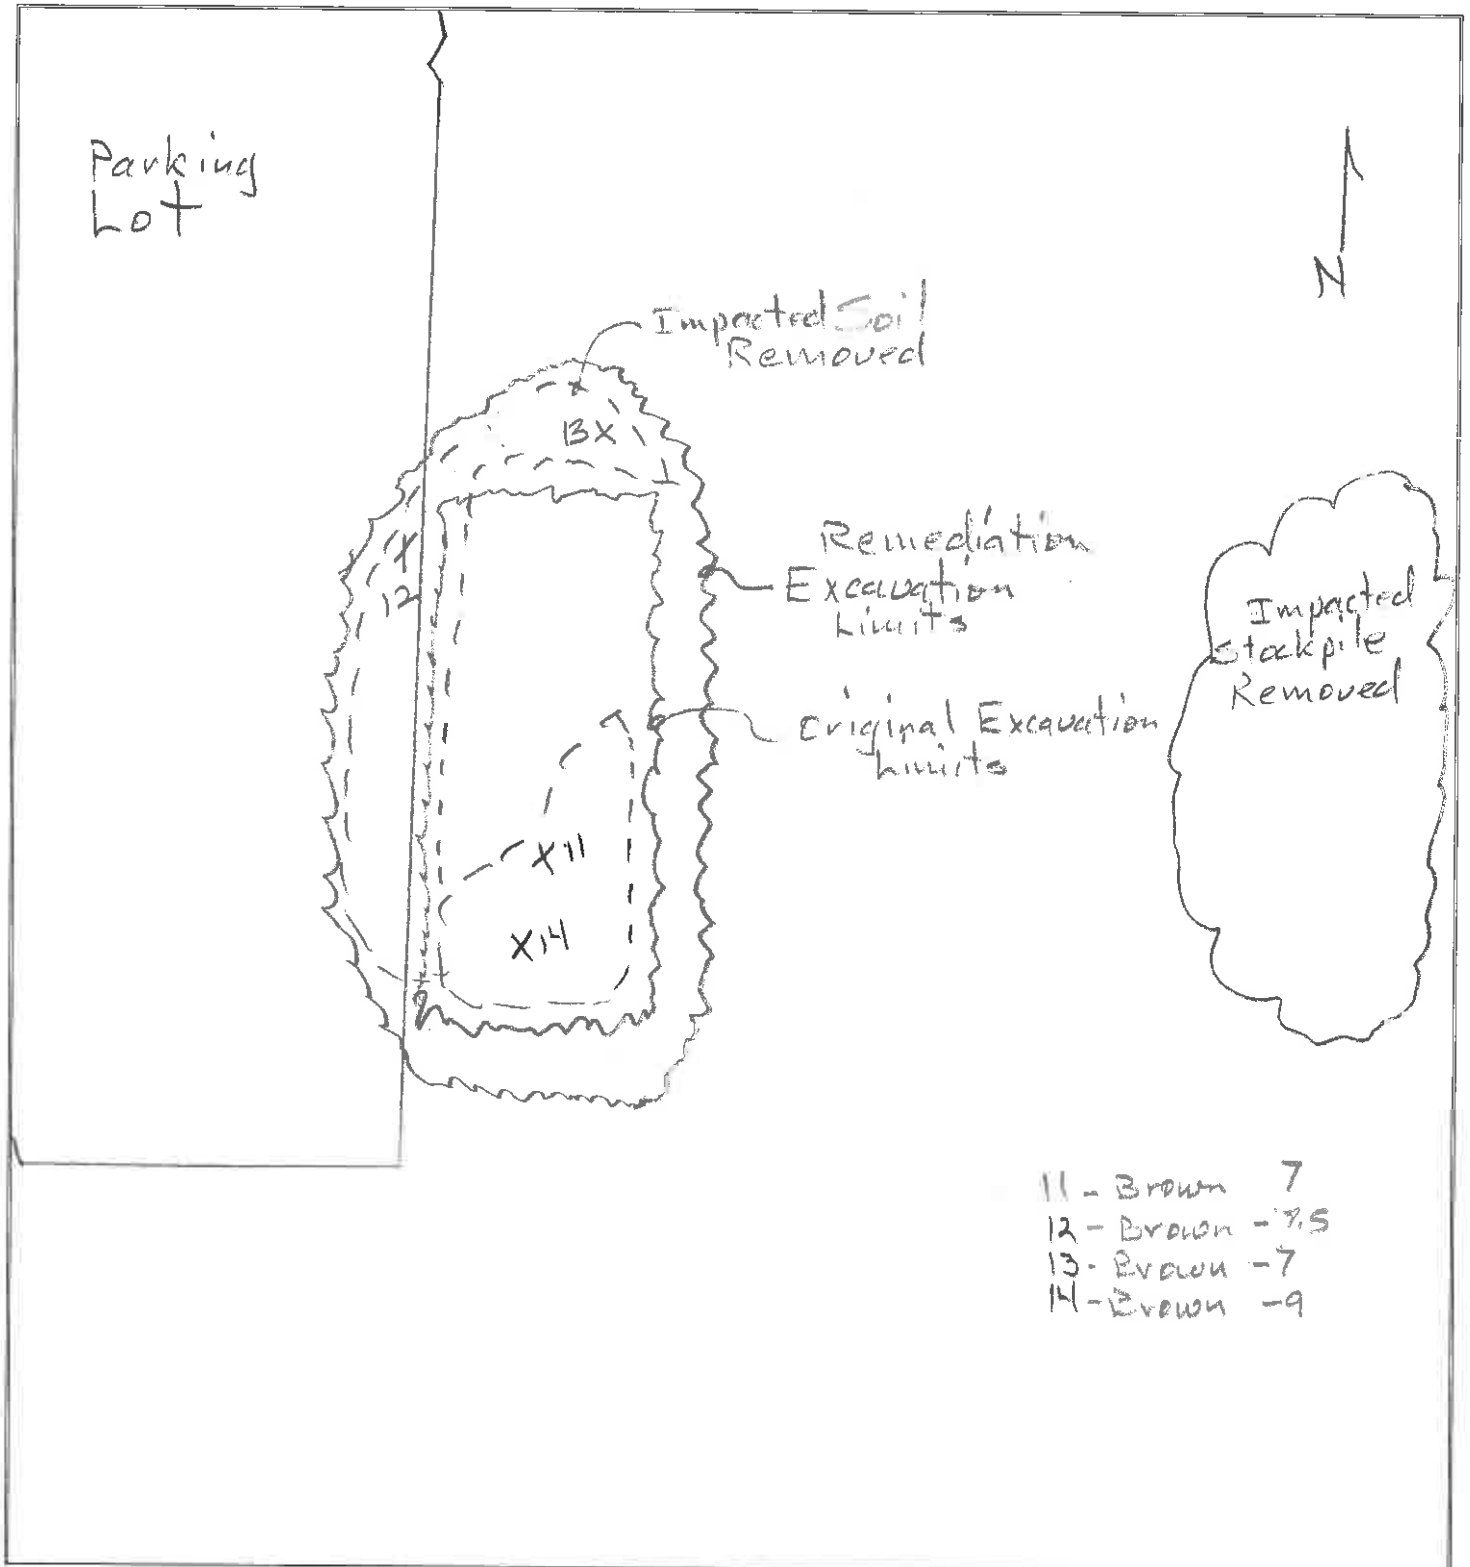 Parking
Lot
N
Impacted Soil
Removed
13X
X
12
Remediation
Excavation
Limits
Impacted
Stockpile
Removed
Original Excavation
Limits
X11
X14
11 - Brown 7
12 - Brown - 7.5
13 - Brown - 7
14 - Brown - 9